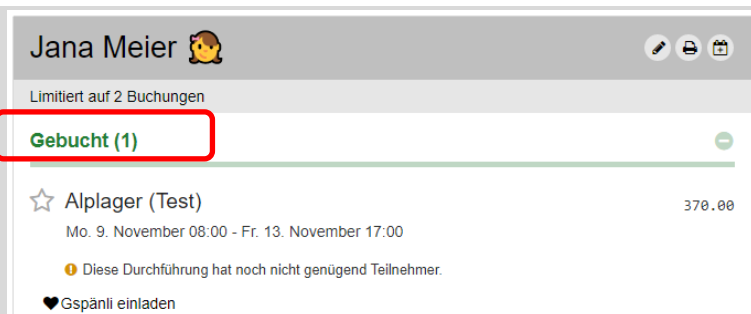 Jana Meier
Limitiert auf 2 Buchungen
Gebucht (1)
Alplager (Test) 370.00
Mo. 9. November 08:00 - Fr. 13. November 17:00
Diese Durchführung hat noch nicht genügend Teilnehmer.
Gspänli einladen